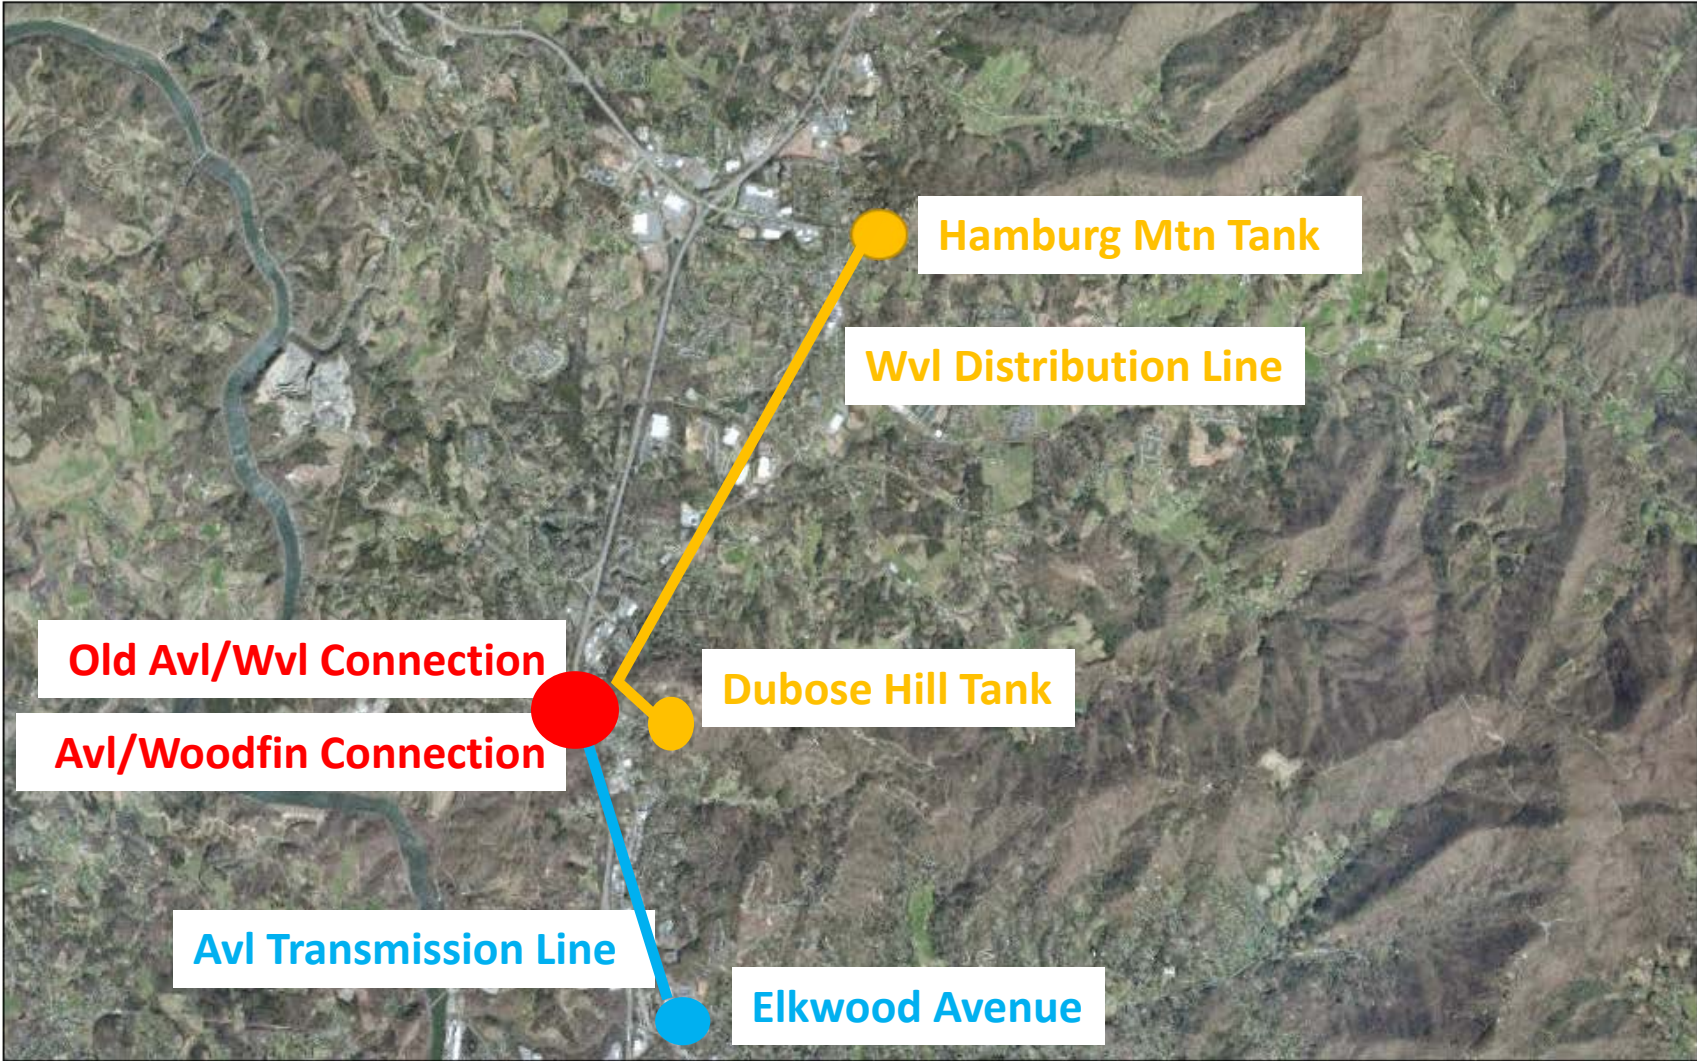 Hamburg Mtn Tank
Wvl Distribution Line
Old Avl/Wvl Connection
Dubose Hill Tank
Avl/Woodfin Connection
Avl Transmission Line
Elkwood Avenue